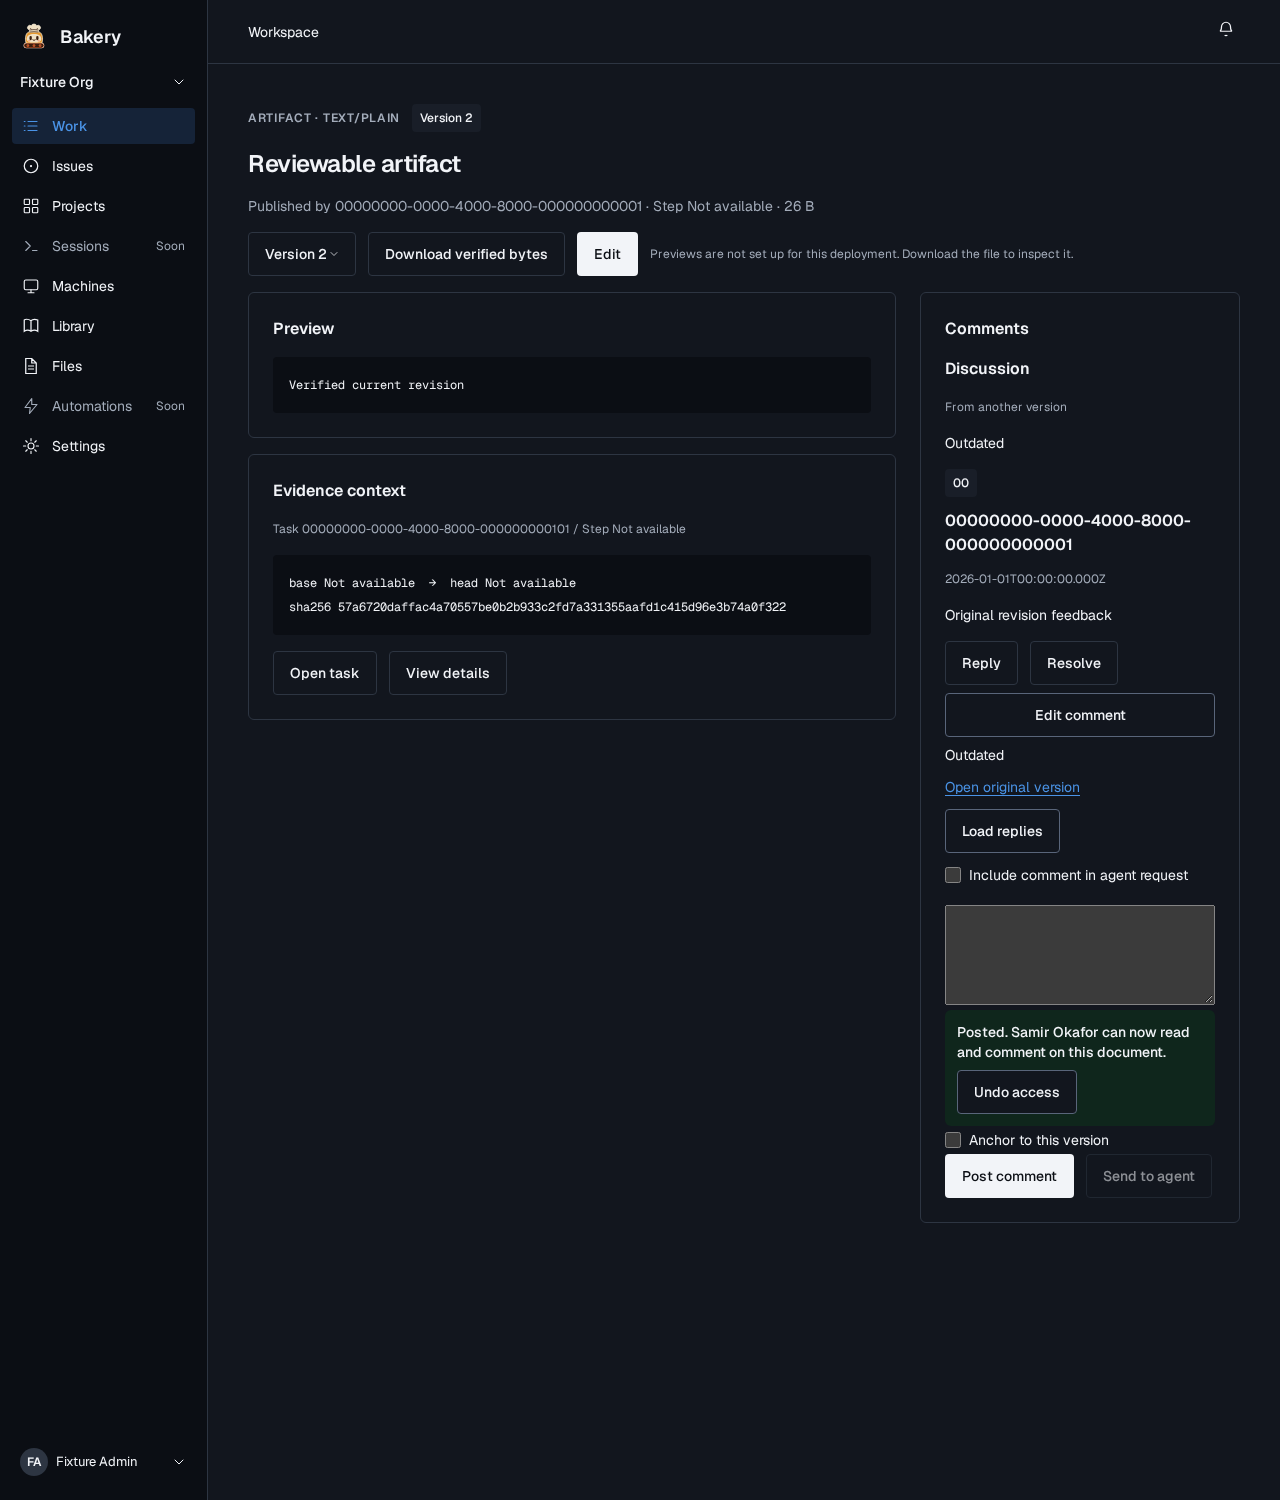 Bakery
Fixture Org
Work
Issues
Projects
Sessions Soon
Machines
Library
Files
Automations Soon
Settings
FA Fixture Admin
Workspace
ARTIFACT · TEXT/PLAIN Version 2
Reviewable artifact
Published by 00000000-0000-4000-8000-000000000001 · Step Not available · 26 B
Version 2 Download verified bytes Edit Previews are not set up for this deployment. Download the file to inspect it.
Preview
Verified current revision
Evidence context
Task 00000000-0000-4000-8000-000000000101 / Step Not available
base Not available → head Not available
sha256 57a6720daffac4a70557be0b2b933c2fd7a331355aafd1c415d96e3b74a0f322
Open task View details
Comments
Discussion
From another version
Outdated
00
00000000-0000-4000-8000-
000000000001
2026-01-01T00:00:00.000Z
Original revision feedback
Reply Resolve
Edit comment
Outdated
Open original version
Load replies
Include comment in agent request
Posted. Samir Okafor can now read
and comment on this document.
Undo access
Anchor to this version
Post comment Send to agent